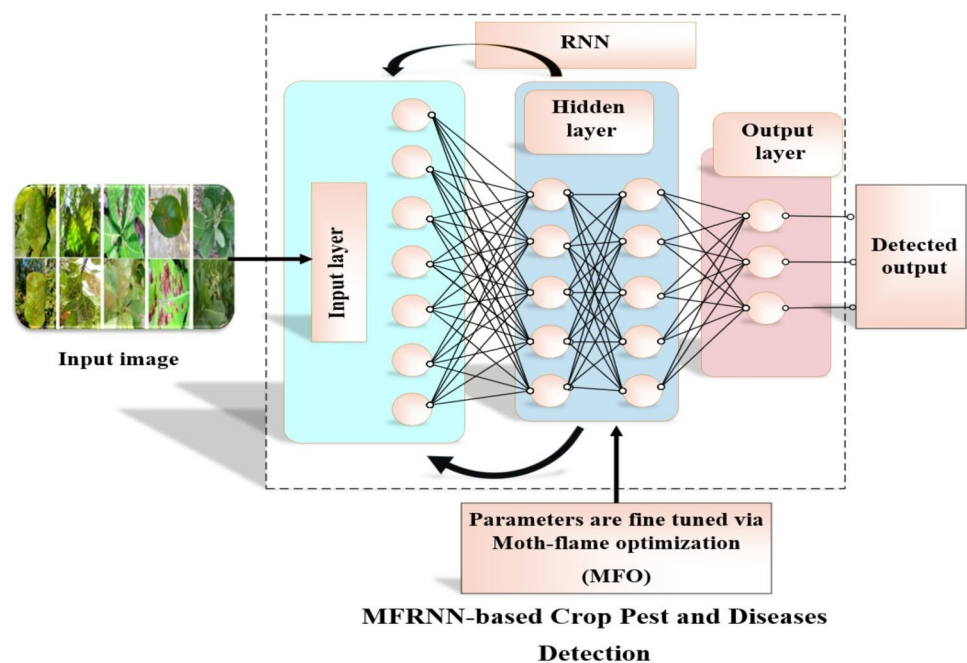 RNN
Hidden
layer
Output
layer
Input layer
Detected
output
Input image
Parameters are fine tuned via
Moth-flame optimization
(MFO)
MFRNN-based Crop Pest and Diseases
Detection